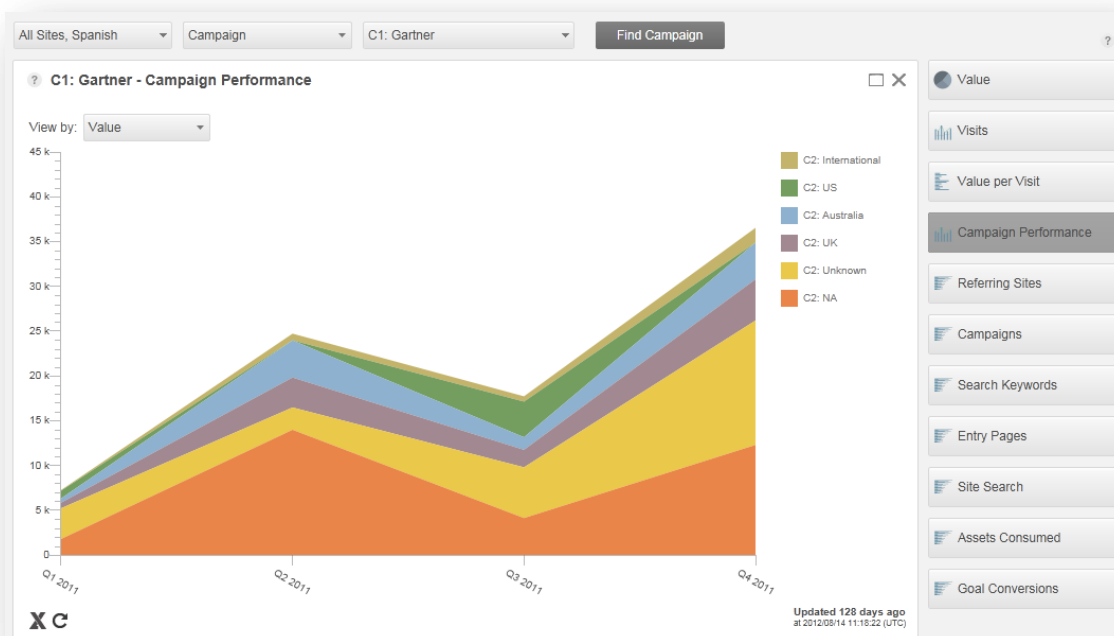 All Sites, Spanish
Campaign
C1: Gartner
Find Campaign
?
? C1: Gartner - Campaign Performance
View by: Value
45 k
40 k
35 k
30 k
25 k
20 k
15 k
10 k
5 k
0
Q1 2011
Q2 2011
Q3 2011
Q4 2011
C2: International
C2: US
C2: Australia
C2: UK
C2: Unknown
C2: NA
Updated 128 days ago
at 2012/08/14 11:18:22 (UTC)
Value
Visits
Value per Visit
Campaign Performance
Referring Sites
Campaigns
Search Keywords
Entry Pages
Site Search
Assets Consumed
Goal Conversions